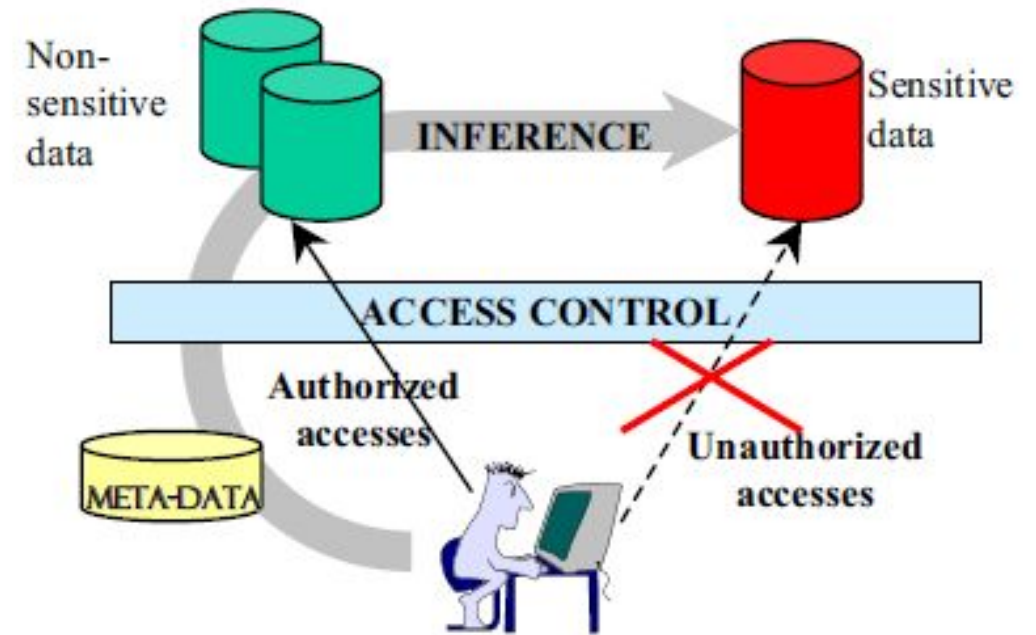 Non-
sensitive
data
INFERENCE
Sensitive
data
ACCESS CONTROL
Authorized
accesses
Unauthorized
accesses
META-DATA